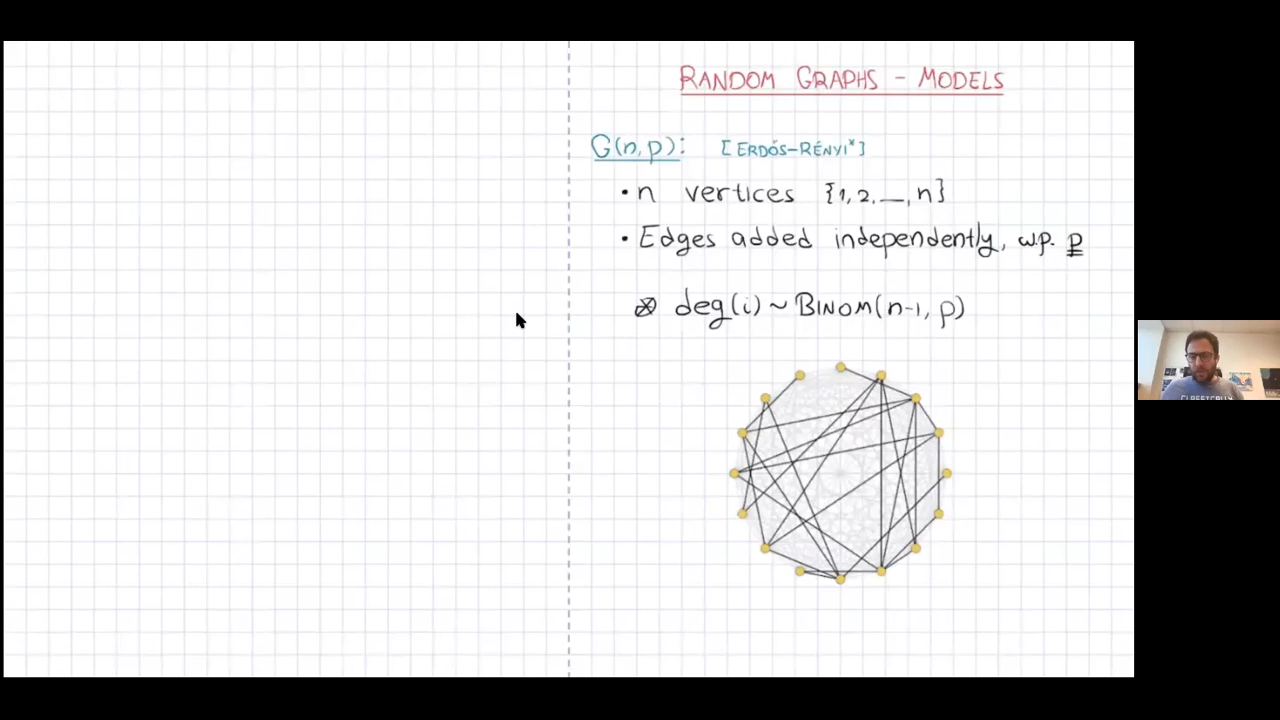 RANDOM GRAPHS - MODELS
G(n,p): [ERDŐS-RÉNYI*]
• n vertices {1,2,...,n}
• Edges added independently, w.p. p
⊛ deg(i) ~ BINOM(n-1, p)